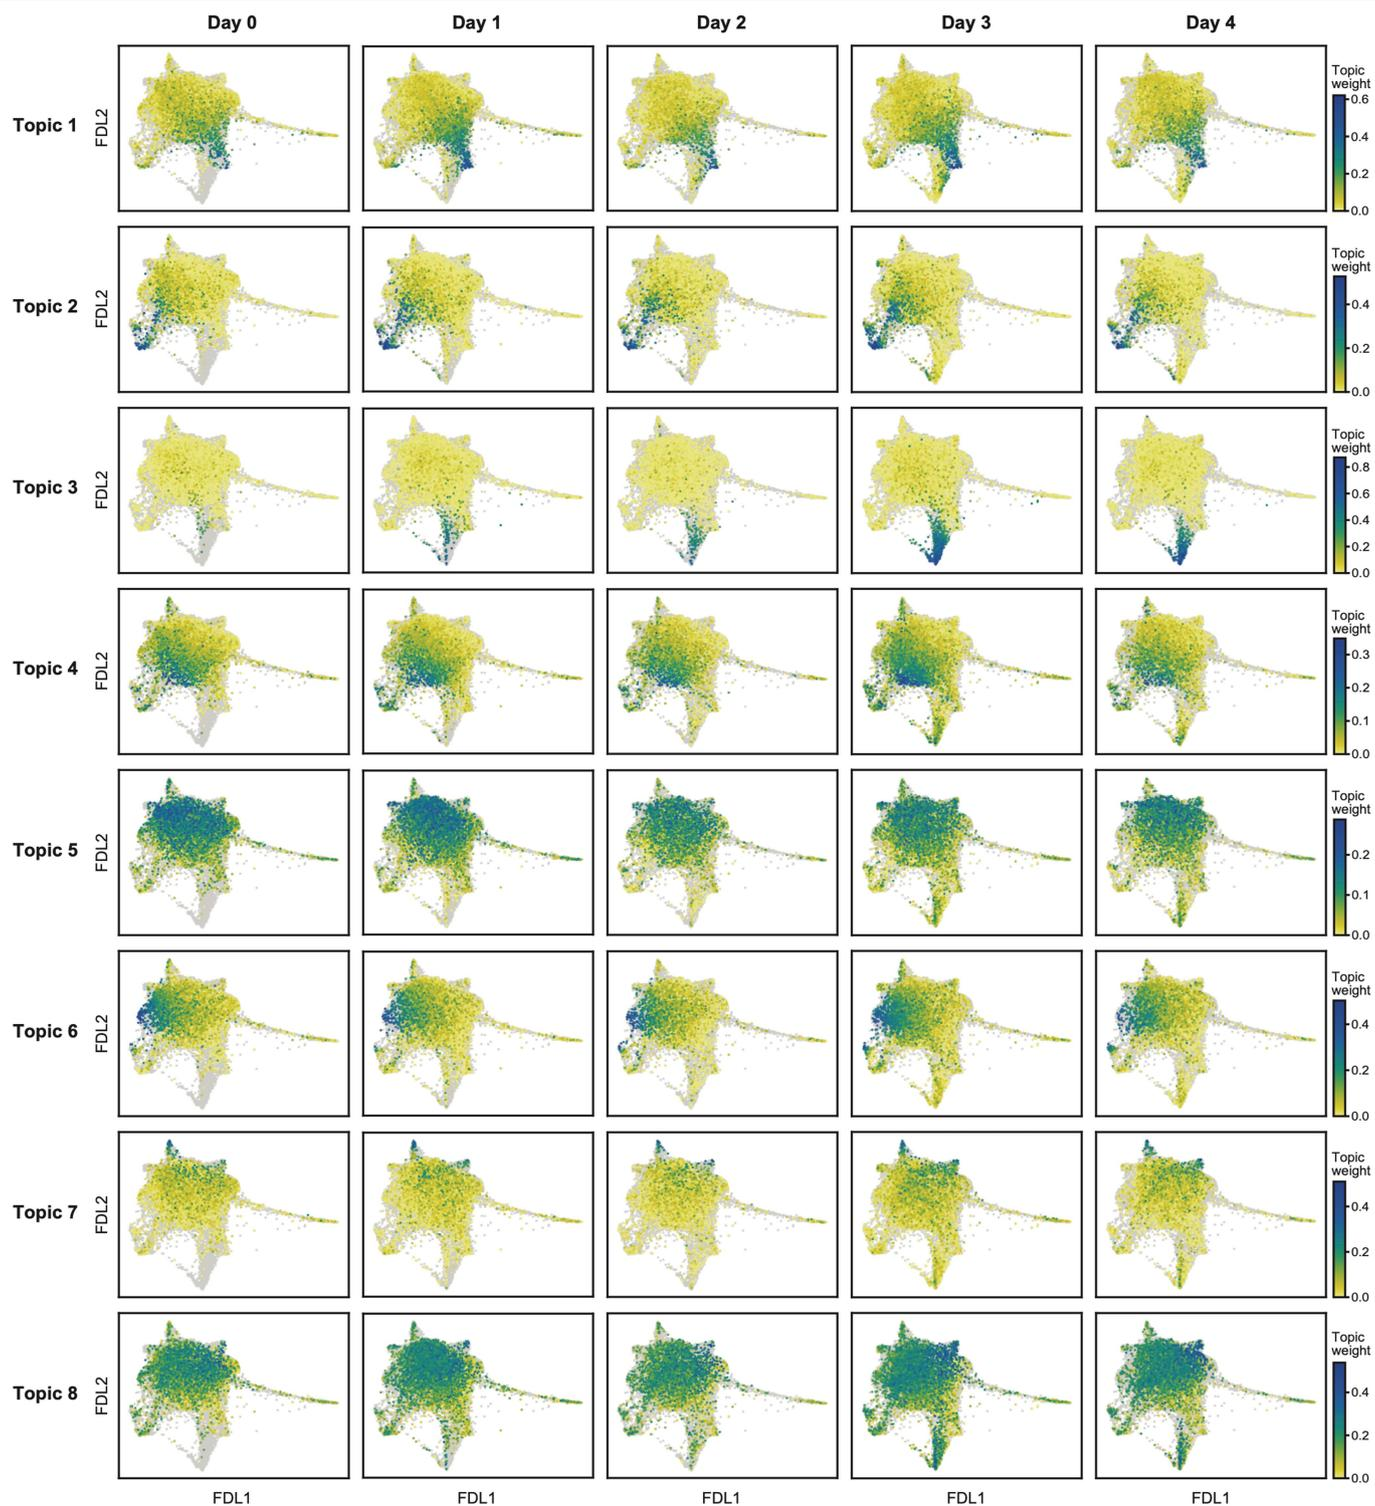 Day 0 Day 1 Day 2 Day 3 Day 4
Topic 1
FDL2
Topic
weight
0.6
0.4
0.2
0.0
Topic 2
FDL2
Topic
weight
0.4
0.2
0.0
Topic 3
FDL2
Topic
weight
0.8
0.6
0.4
0.2
0.0
Topic 4
FDL2
Topic
weight
0.3
0.2
0.1
0.0
Topic 5
FDL2
Topic
weight
0.2
0.1
0.0
Topic 6
FDL2
Topic
weight
0.4
0.2
0.0
Topic 7
FDL2
Topic
weight
0.4
0.2
0.0
Topic 8
FDL2
Topic
weight
0.4
0.2
0.0
FDL1 FDL1 FDL1 FDL1 FDL1